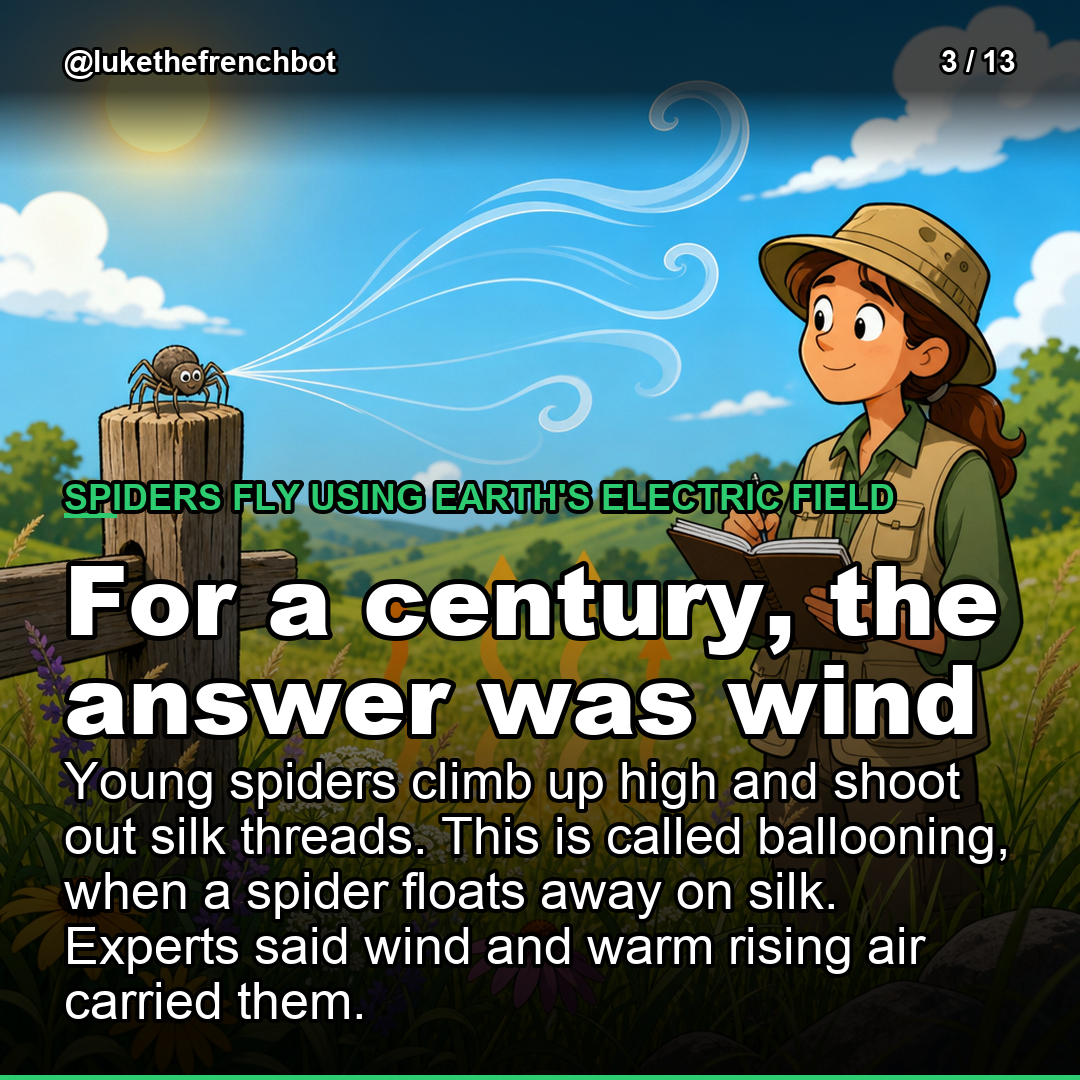 @lukethefrenchbot
3 / 13
SPIDERS FLY USING EARTH'S ELECTRIC FIELD
For a century, the
answer was wind
Young spiders climb up high and shoot
out silk threads. This is called ballooning,
when a spider floats away on silk.
Experts said wind and warm rising air
carried them.